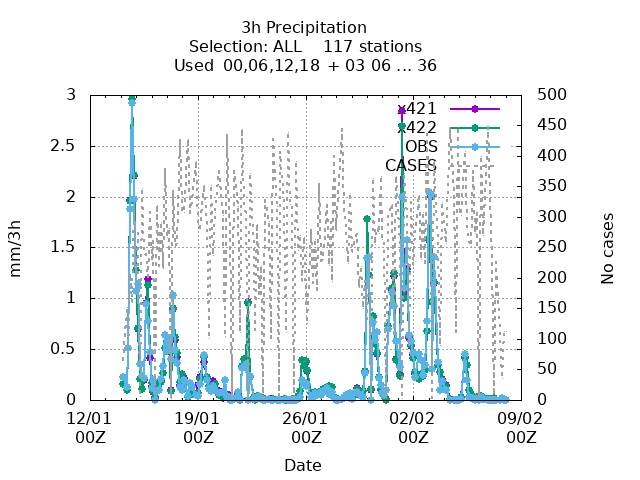 3h Precipitation
Selection: ALL 117 stations
Used 00,06,12,18 + 03 06 ... 36
3 500
x421
450
2.5 x422
400
OBS
CASES
2 350
300
1.5 250
200
1
150
100
0.5
50
0 0
mm/3h
No cases
12/01 19/01 26/01 02/02 09/02
00Z 00Z 00Z 00Z 00Z
Date